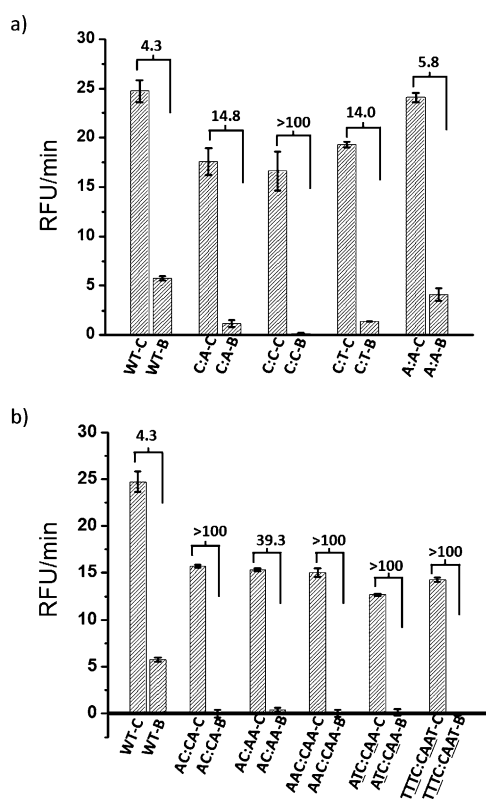 a)
4.3
14.8
>100
14.0
5.8
30
25
20
15
10
5
0
RFU/min
WT-C
WT-B
C:A-C
C:A-B
C:C-C
C:C-B
C:T-C
C:T-B
A:A-C
A:A-B
b)
4.3
>100
39.3
>100
>100
>100
30
25
20
15
10
5
0
RFU/min
WT-C
WT-B
AC:CA-C
AC:CA-B
AC:AA-C
AC:AA-B
AAC:CAA-C
AAC:CAA-B
ATC:CAA-C
ATC:CAA-B
TTTC:CAAT-C
TTTC:CAAT-B